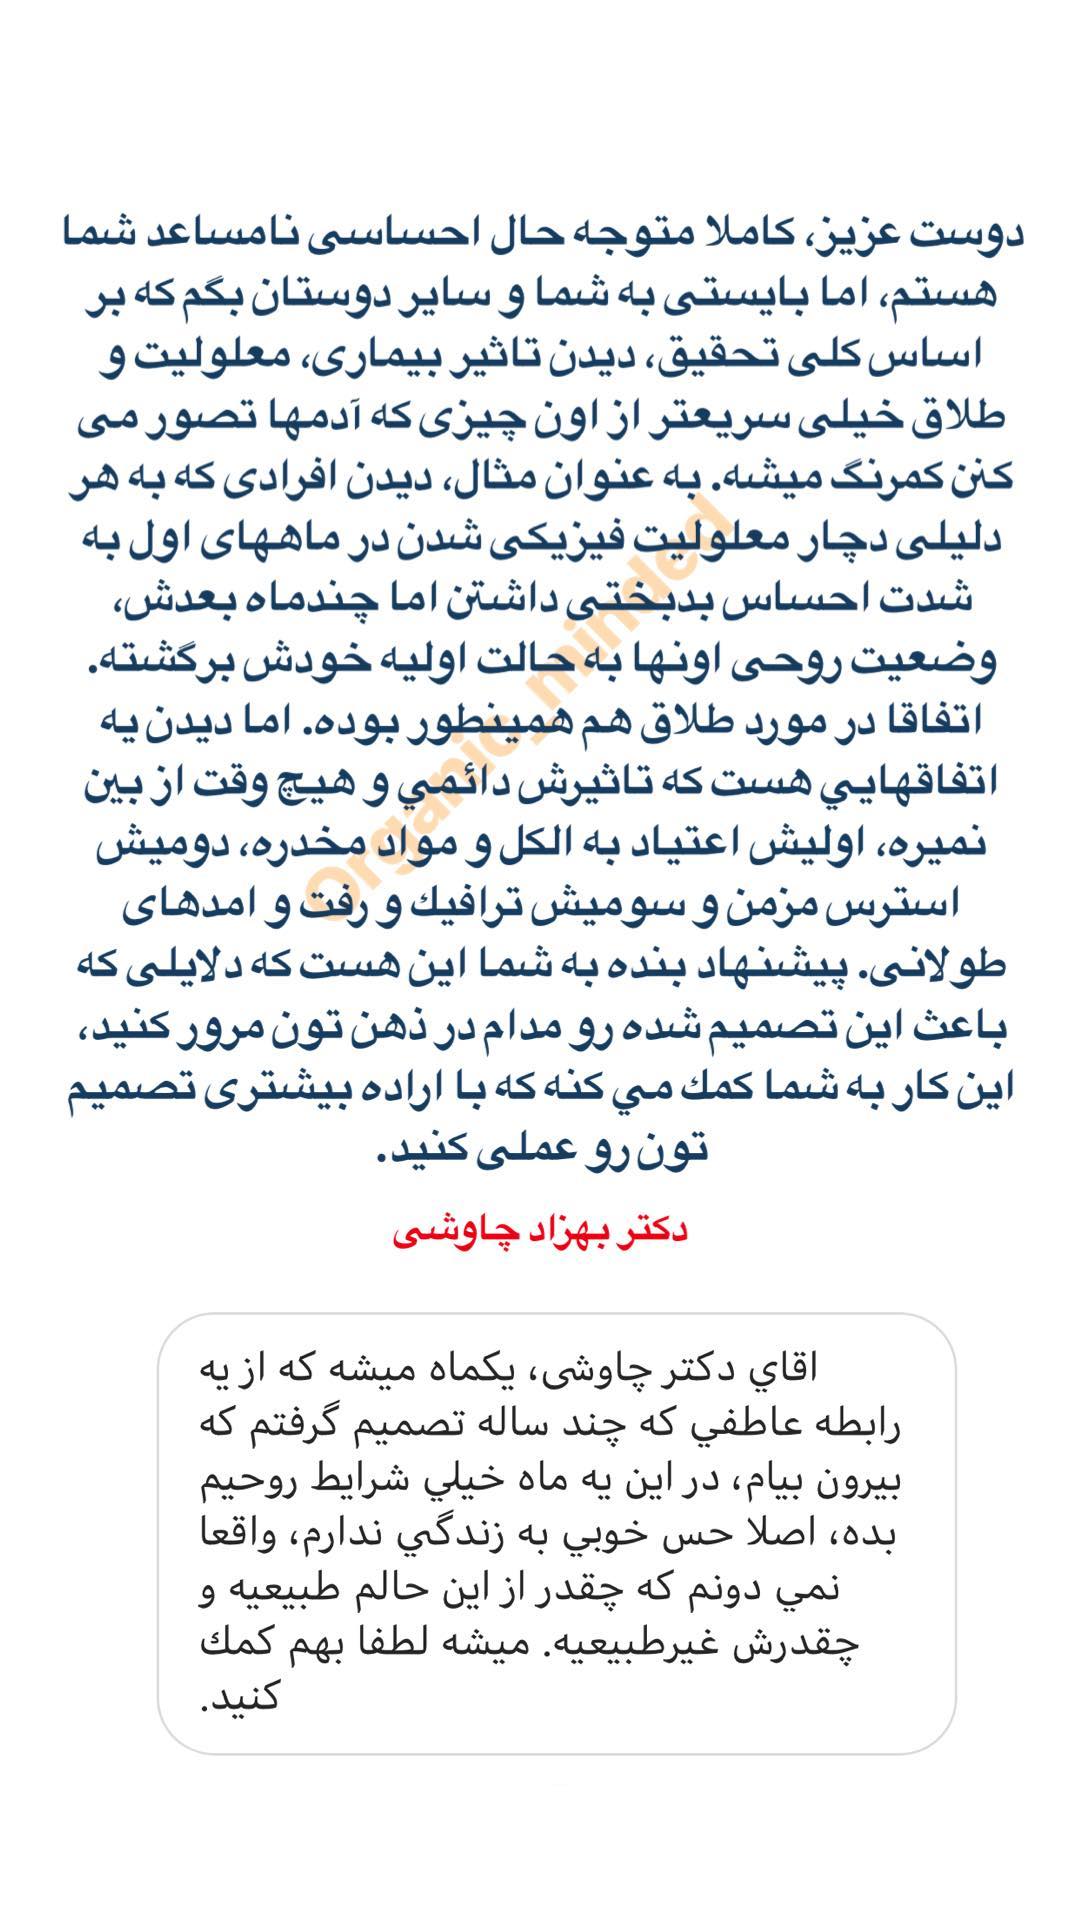 دوست عزیز، کاملا متوجه حال احساسی نامساعد شما
هستم، اما بایستی به شما و سایر دوستان بگم که بر
اساس کلی تحقیق، دیدن تاثیر بیماری، معلولیت و
طلاق خیلی سریعتر از اون چیزی که آدمها تصور می
کنن کمرنگ میشه. به عنوان مثال، دیدن افرادی که به هر
دلیلی دچار معلولیت فیزیکی شدن در ماههای اول به
شدت احساس بدبختی داشتن اما چندماه بعدش،
وضعیت روحی اونها به حالت اولیه خودش برگشته.
اتفاقا در مورد طلاق هم همینطور بوده. اما دیدن یه
اتفاقهايي هست که تاثیرش دائمي و هیچ وقت از بین
نمیره، اولیش اعتیاد به الکل و مواد مخدره، دومیش
استرس مزمن و سومیش ترافيك و رفت و امدهای
طولانی. پیشنهاد بنده به شما این هست که دلایلی که
باعث این تصمیم شده رو مدام در ذهن تون مرور کنید،
این کار به شما كمك مي کنه که با اراده بیشتری تصمیم
تون رو عملی کنید.
دکتر بهزاد چاوشی
Organic_minded
اقاي دکتر چاوشی، یکماه میشه که از یه
رابطه عاطفي که چند ساله تصمیم گرفتم که
بیرون بیام، در این یه ماه خیلي شرایط روحیم
بده، اصلا حس خوبي به زندگي ندارم، واقعا
نمي دونم که چقدر از این حالم طبیعیه و
چقدرش غیرطبیعیه. میشه لطفا بهم كمك
کنید.